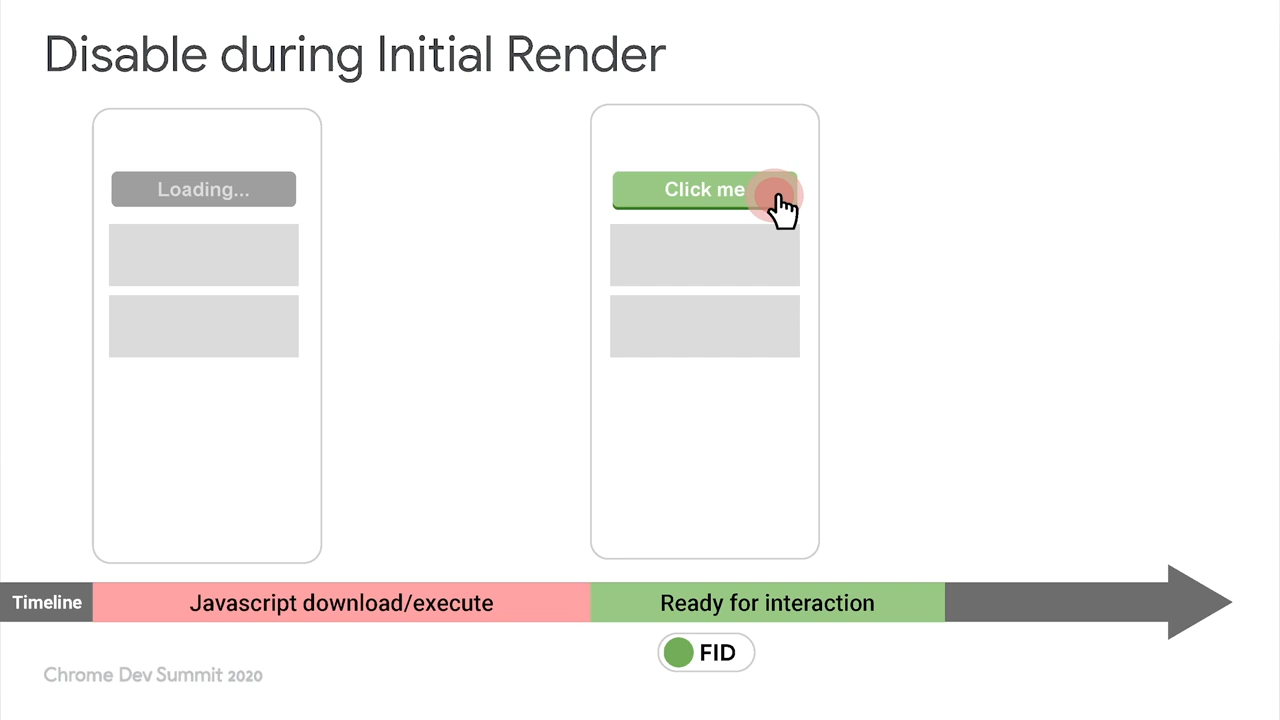 Disable during Initial Render
Loading...
Click me
Timeline
Javascript download/execute
Ready for interaction
FID
Chrome Dev Summit 2020